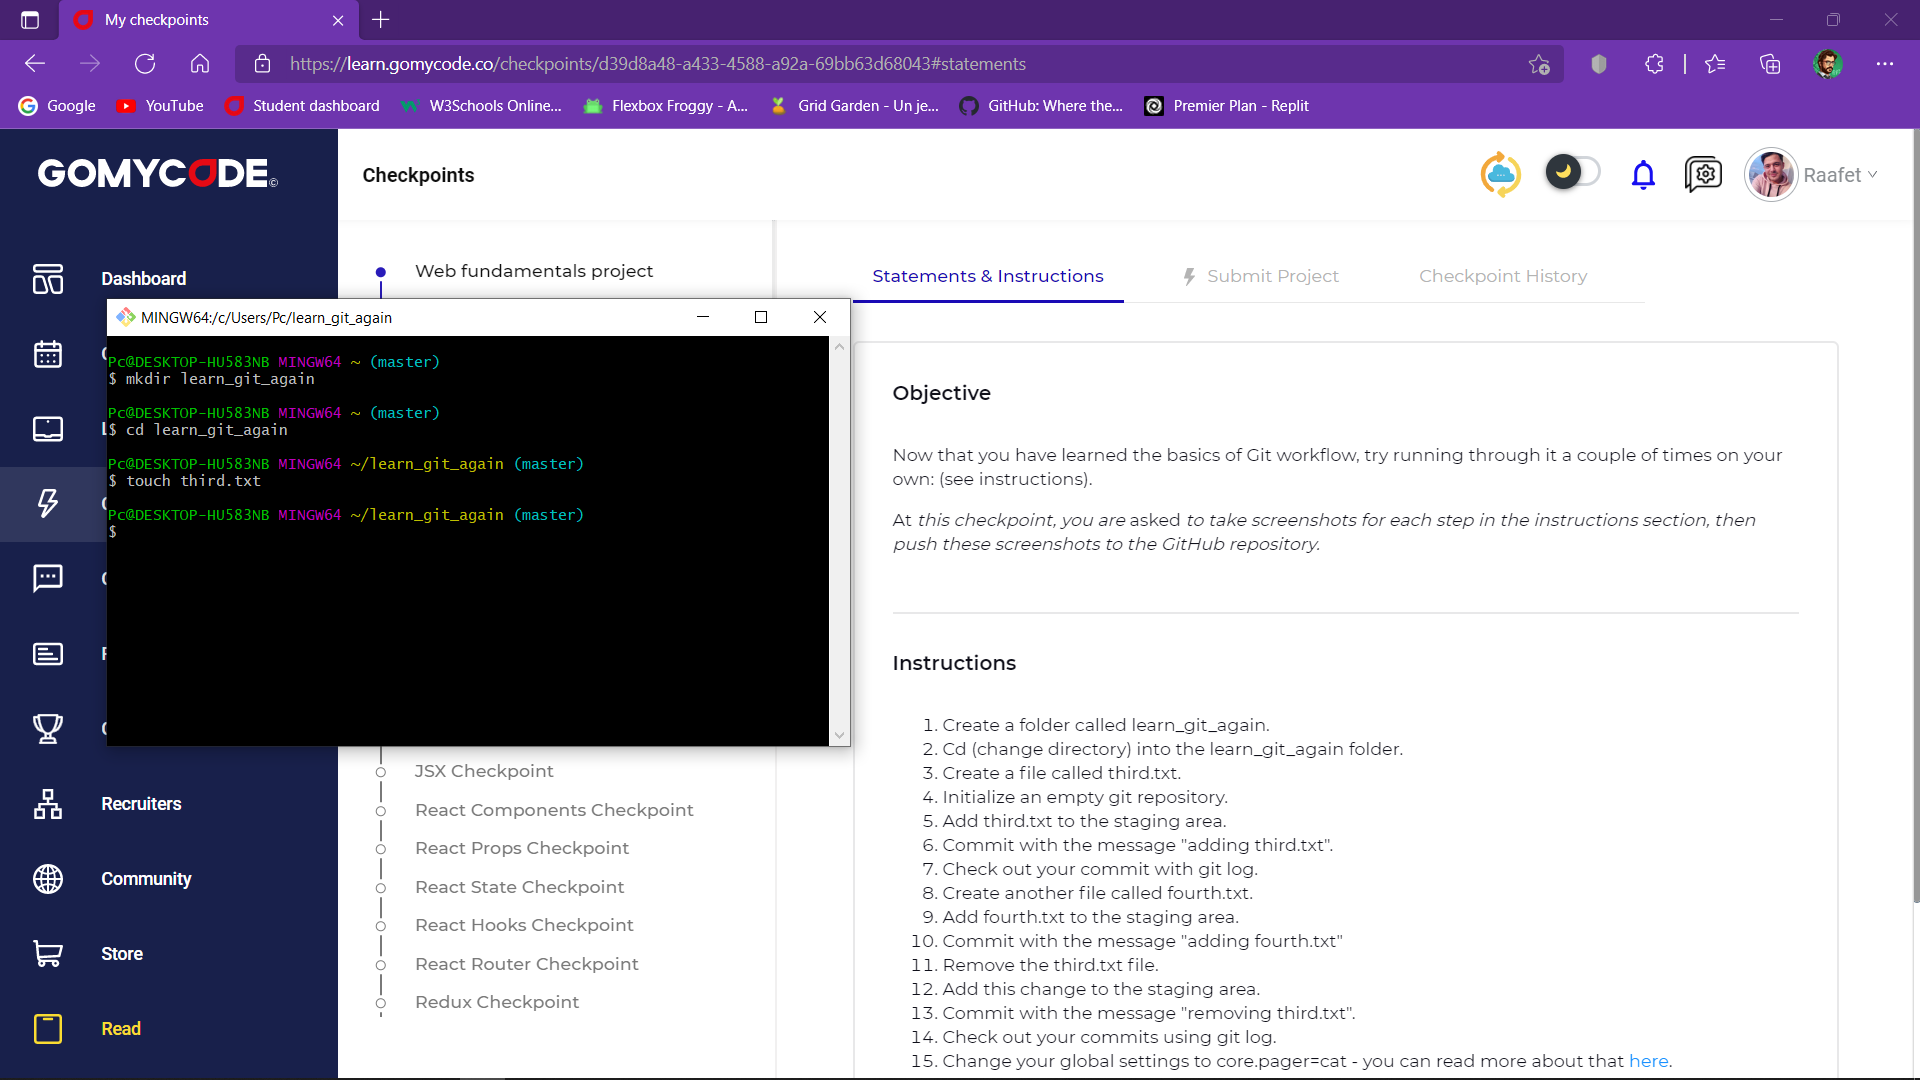 My checkpoints
https://learn.gomycode.co/checkpoints/d39d8a48-a433-4588-a92a-69bb63d68043#statements
Google
YouTube
Student dashboard
W3Schools Online...
Flexbox Froggy - A...
Grid Garden - Un je...
GitHub: Where the...
Premier Plan - Replit
GOMYCODE©
Checkpoints
Raafet
Dashboard
Recruiters
Community
Store
Read
Web fundamentals project
MINGW64:/c/Users/Pc/learn_git_again
Pc@DESKTOP-HU583NB MINGW64 ~ (master)
$ mkdir learn_git_again
Pc@DESKTOP-HU583NB MINGW64 ~ (master)
$ cd learn_git_again
Pc@DESKTOP-HU583NB MINGW64 ~/learn_git_again (master)
$ touch third.txt
Pc@DESKTOP-HU583NB MINGW64 ~/learn_git_again (master)
$
JSX Checkpoint
React Components Checkpoint
React Props Checkpoint
React State Checkpoint
React Hooks Checkpoint
React Router Checkpoint
Redux Checkpoint
Statements & Instructions
Submit Project
Checkpoint History
Objective
Now that you have learned the basics of Git workflow, try running through it a couple of times on your
own: (see instructions).
At this checkpoint, you are asked to take screenshots for each step in the instructions section, then
push these screenshots to the GitHub repository.
Instructions
1. Create a folder called learn_git_again.
2. Cd (change directory) into the learn_git_again folder.
3. Create a file called third.txt.
4. Initialize an empty git repository.
5. Add third.txt to the staging area.
6. Commit with the message "adding third.txt".
7. Check out your commit with git log.
8. Create another file called fourth.txt.
9. Add fourth.txt to the staging area.
10. Commit with the message "adding fourth.txt"
11. Remove the third.txt file.
12. Add this change to the staging area.
13. Commit with the message "removing third.txt".
14. Check out your commits using git log.
15. Change your global settings to core.pager=cat - you can read more about that here.